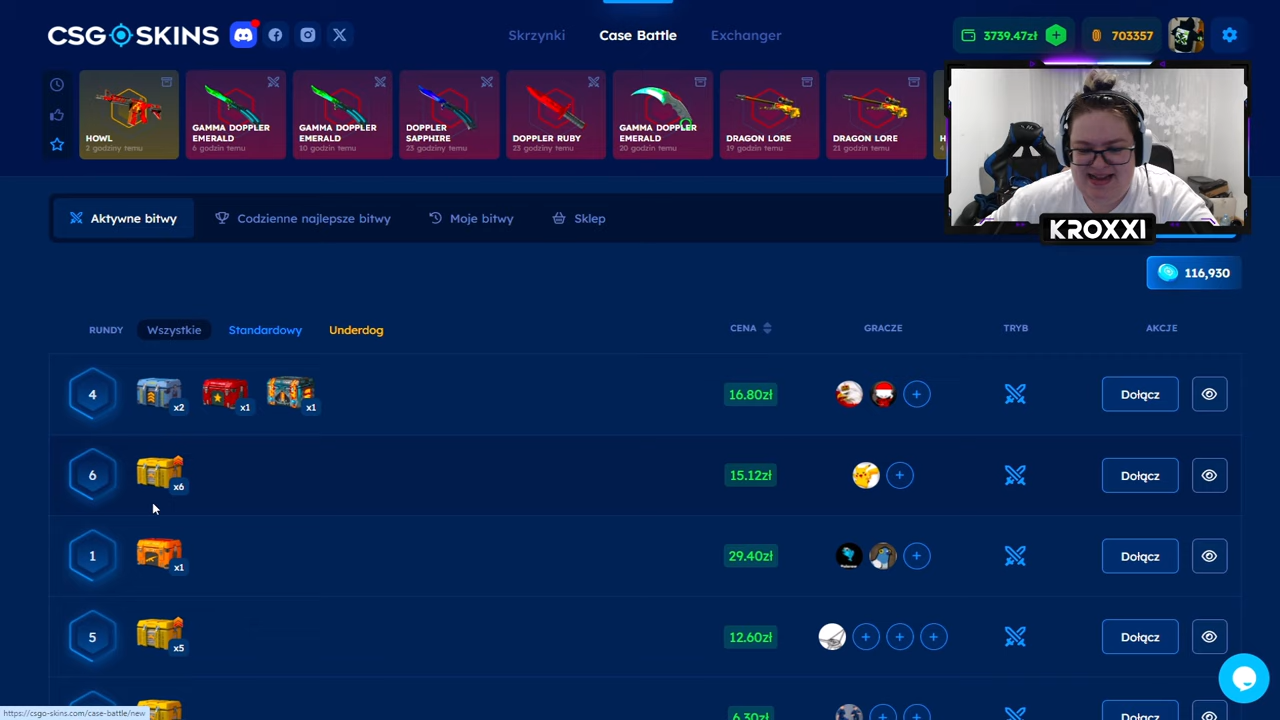 CSG SKINS
Skrzynki
Case Battle
Exchanger
3739.47zł
703357
HOWL
2 godziny temu
GAMMA DOPPLER
EMERALD
6 godzin temu
GAMMA DOPPLER
EMERALD
10 godzin temu
DOPPLER
SAPPHIRE
23 godziny temu
DOPPLER RUBY
23 godziny temu
GAMMA DOPPLER
EMERALD
20 godzin temu
DRAGON LORE
19 godzin temu
DRAGON LORE
21 godzin temu
KROXXI
Aktywne bitwy
Codzienne najlepsze bitwy
Moje bitwy
Sklep
116,930
RUNDY
Wszystkie
Standardowy
Underdog
CENA
GRACZE
TRYB
AKCJE
4
x2
x1
x1
16.80zł
Dołącz
6
x6
15.12zł
Dołącz
1
x1
29.40zł
Dołącz
5
x5
12.60zł
Dołącz
6.30zł
Dołącz
https://csgo-skins.com/case-battle/new